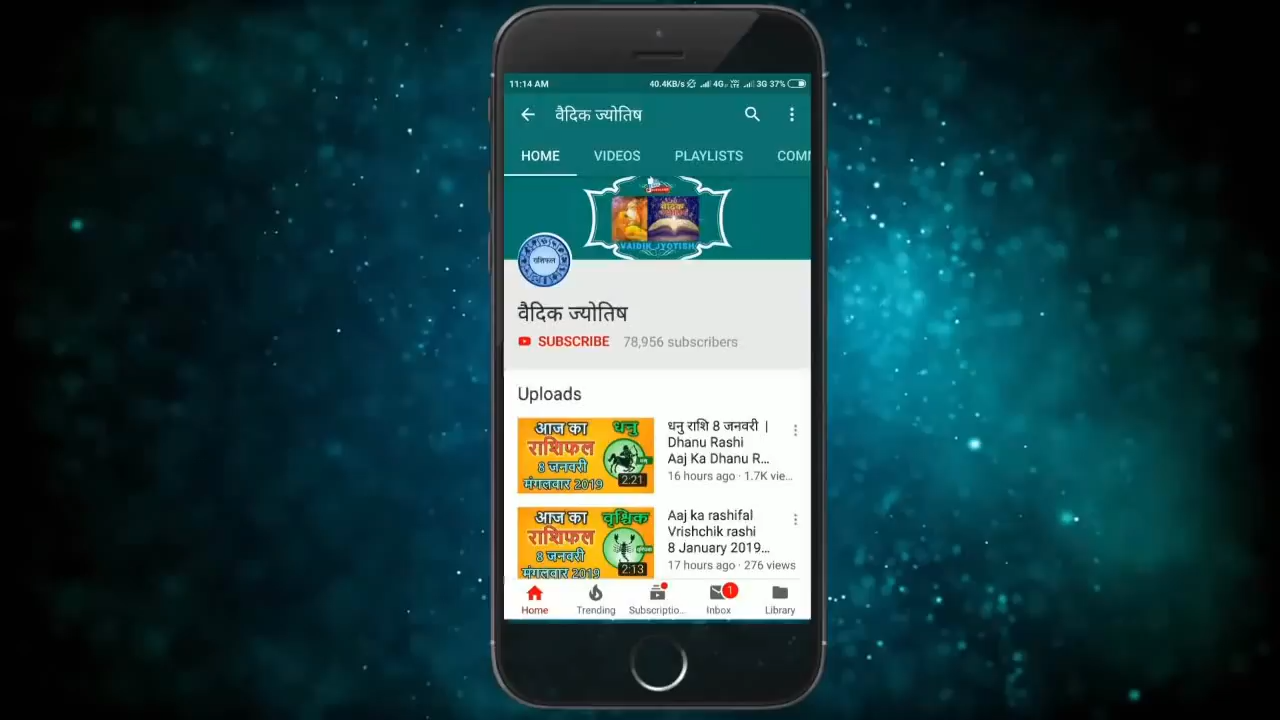 11:14 AM
40.4KB/s 4G 3G 37%
वैदिक ज्योतिष
HOME VIDEOS PLAYLISTS COMM
वैदिक
VAIDIK JYOTISH
राशिफल
वैदिक ज्योतिष
SUBSCRIBE 78,956 subscribers
Uploads
आज का धनु
राशिफल
8 जनवरी
मंगलवार 2019
2:21
धनु राशि 8 जनवरी |
Dhanu Rashi
Aaj Ka Dhanu R...
16 hours ago · 1.7K vie...
आज का वृश्चिक
राशिफल
8 जनवरी
मंगलवार 2019
2:13
Aaj ka rashifal
Vrishchik rashi
8 January 2019...
17 hours ago · 276 views
Home Trending Subscriptio... Inbox Library
1